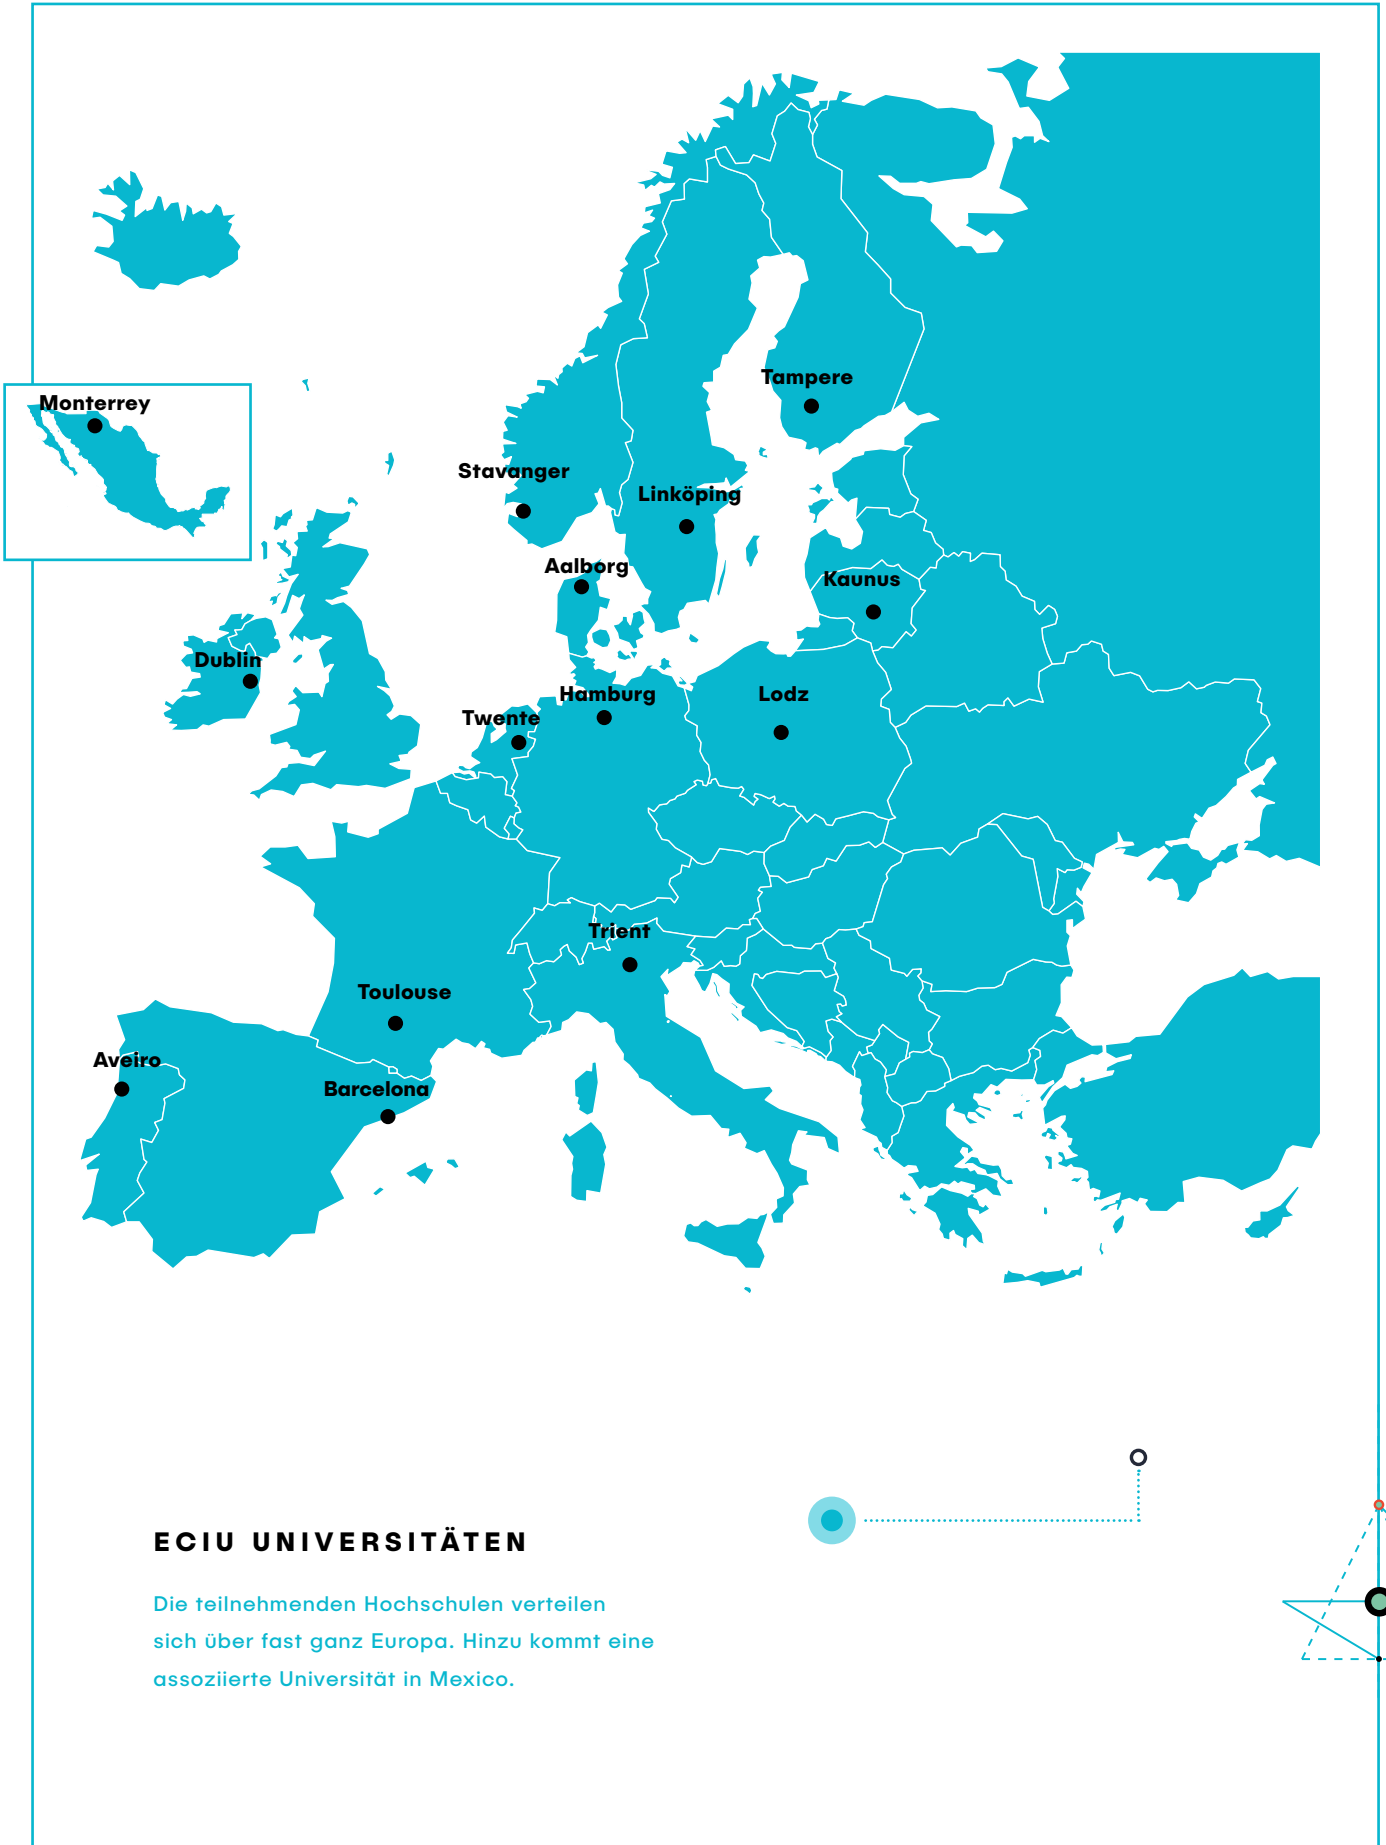 Tampere
Monterrey
Stavanger
Linköping
Aalborg
Kaunus
Dublin
Hamburg
Lodz
Twente
Trient
Toulouse
Aveiro
Barcelona
ECIU UNIVERSITÄTEN
Die teilnehmenden Hochschulen verteilen
sich über fast ganz Europa. Hinzu kommt eine
assoziierte Universität in Mexico.